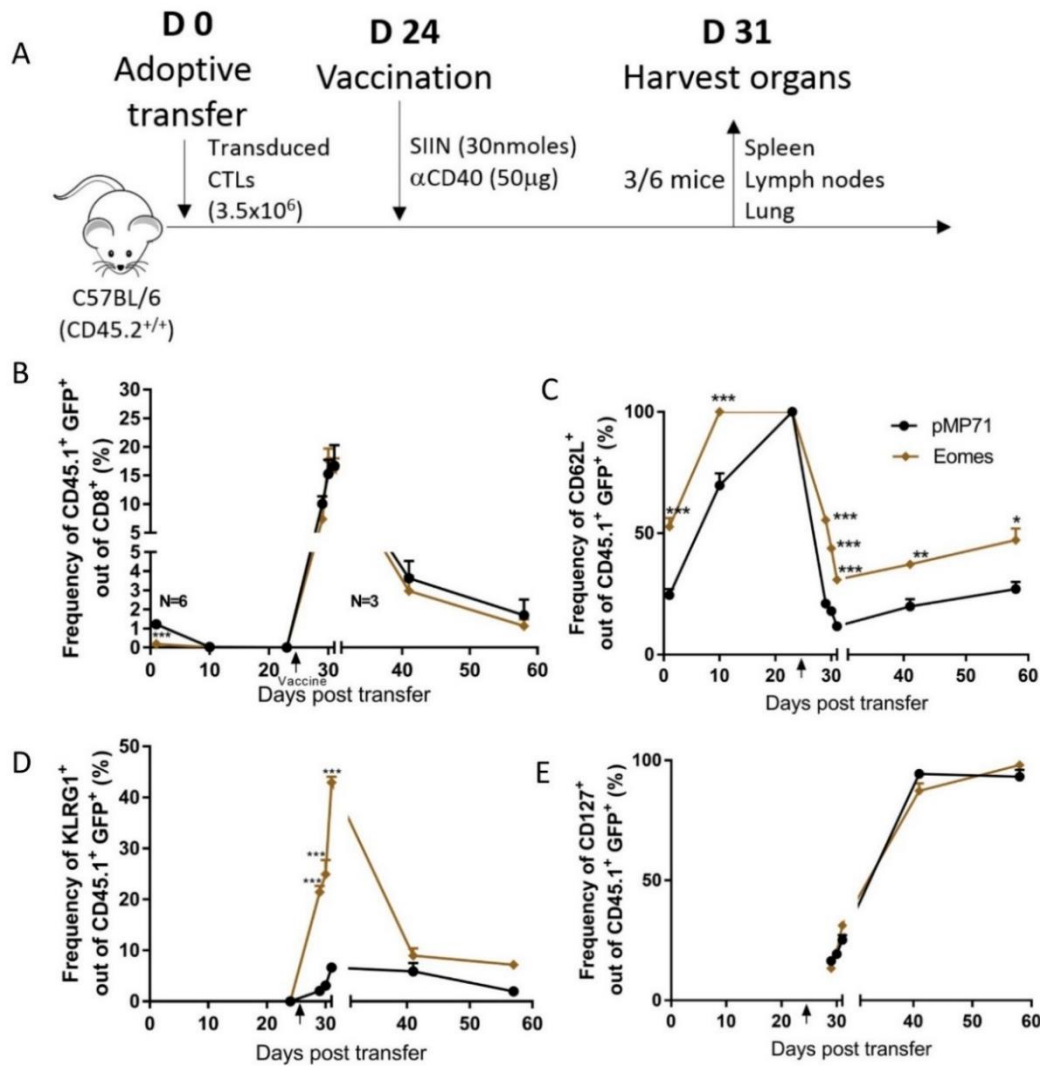 A
D 0
Adoptive
transfer
Transduced
CTLs
(3.5x10⁶)
C57BL/6
(CD45.2⁺/⁺)
D 24
Vaccination
SIIN (30nmoles)
αCD40 (50µg)
D 31
Harvest organs
3/6 mice
Spleen
Lymph nodes
Lung
B
Frequency of CD45.1⁺ GFP⁺
out of CD8⁺ (%)
30
25
20
15
10
5
5
4
3
2
1
0
N=6
***
N=3
0 10 20 30 40 50 60
Vaccine
Days post transfer
C
Frequency of CD62L⁺
out of CD45.1⁺ GFP⁺ (%)
100
50
0
***
***
***
***
***
**
*
pMP71
Eomes
0 10 20 30 40 50 60
Days post transfer
D
Frequency of KLRG1⁺
out of CD45.1⁺ GFP⁺ (%)
50
40
30
20
10
0
***
***
***
0 10 20 30 40 50 60
Days post transfer
E
Frequency of CD127⁺
out of CD45.1⁺ GFP⁺ (%)
100
50
0
0 10 20 30 40 50 60
Days post transfer